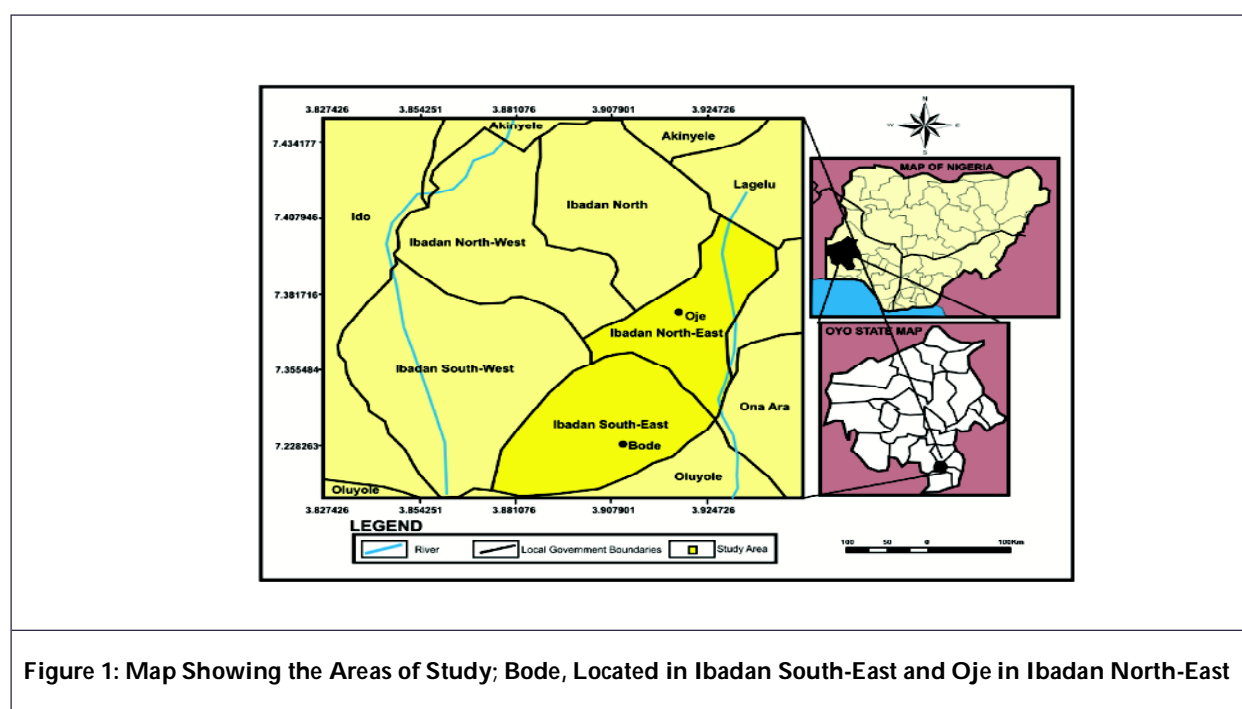 3.827426 3.854251 3.881076 3.907901 3.924726
N
W E
S
7.434177
7.407946
7.381716
7.355484
7.228263
Akinyele
Akinyele
Lagelu
Ido
Ibadan North
Ibadan North-West
Oje
Ibadan North-East
Ibadan South-West
Ona Ara
Ibadan South-East
Bode
Oluyole
Oluyole
3.827426 3.854251 3.881076 3.907901 3.924726
MAP OF NIGERIA
OYO STATE MAP
LEGEND
River Local Government Boundaries Study Area
100 50 0 100Km
Figure 1: Map Showing the Areas of Study; Bode, Located in Ibadan South-East and Oje in Ibadan North-East